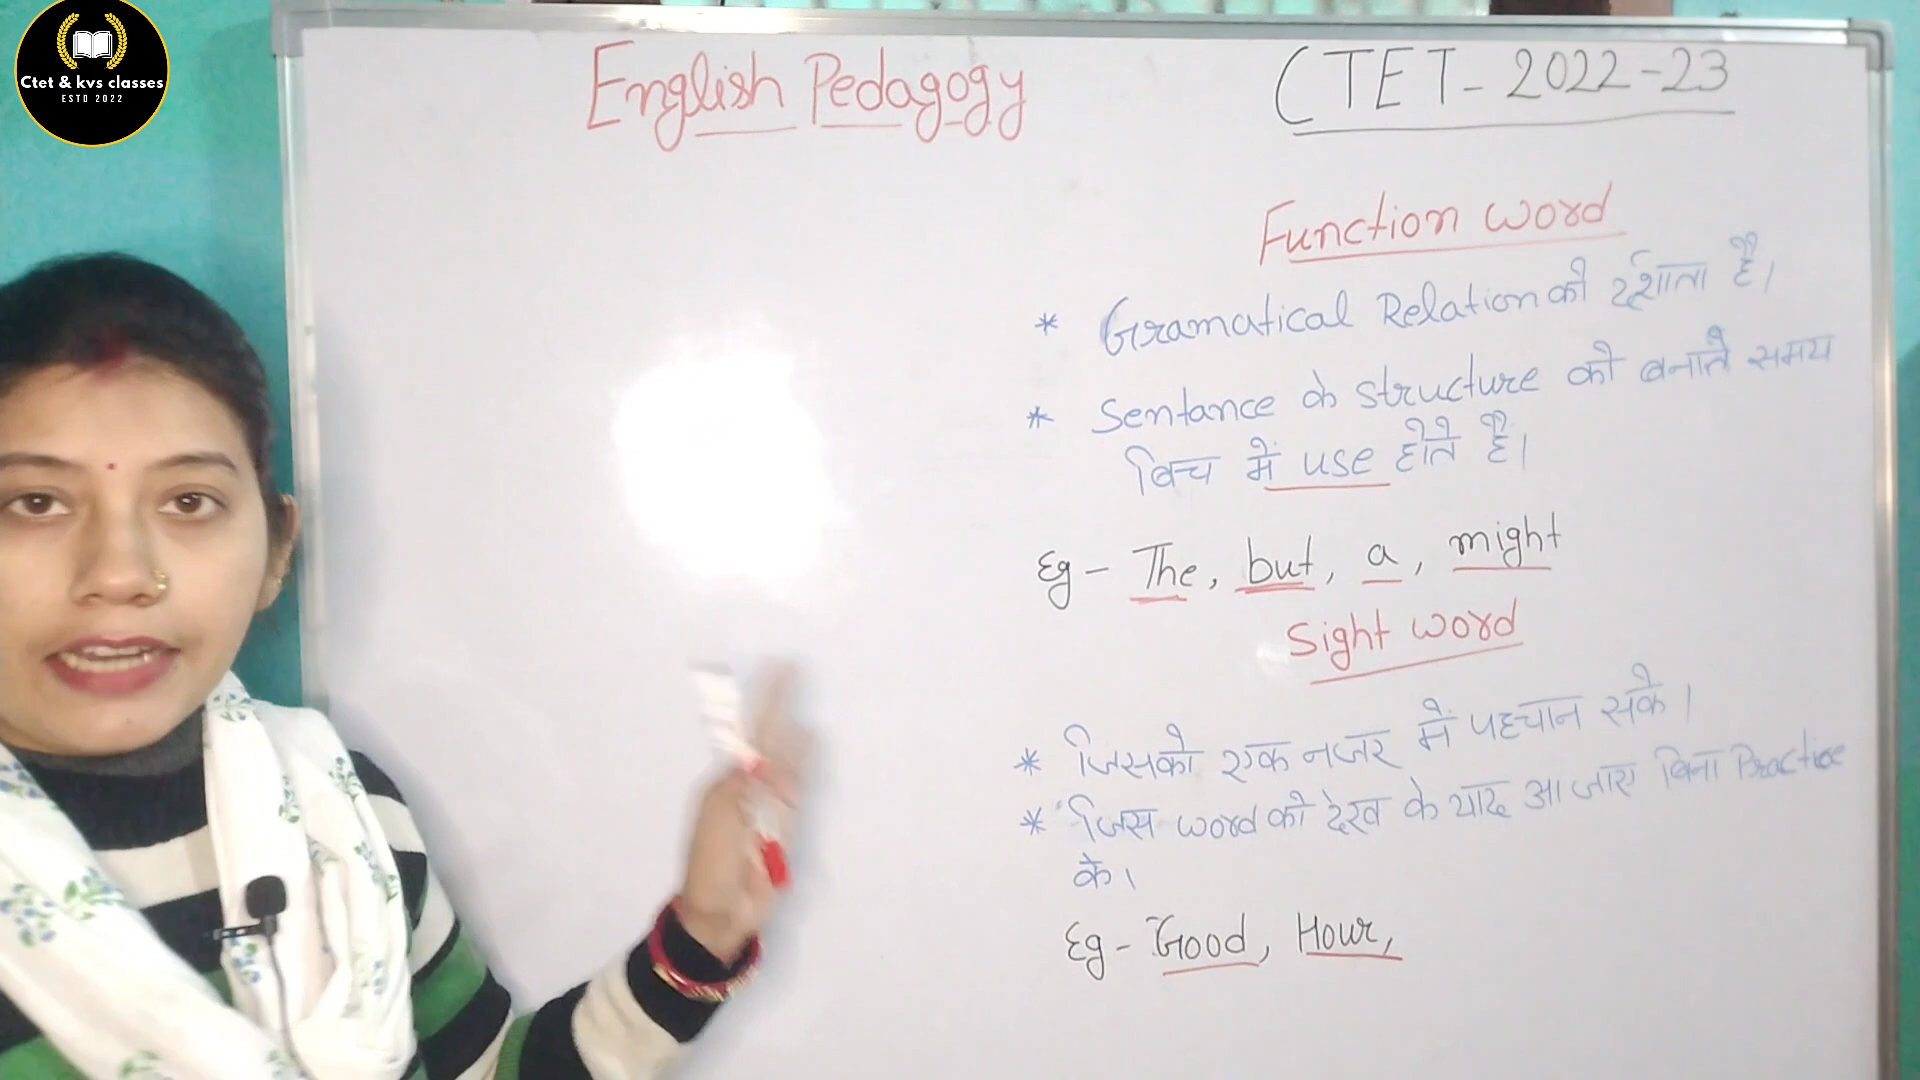 Ctet & kvs classes
ESTD 2022
English Pedagogy
CTET - 2022-23
Function word
* Gramatical Relation को दर्शाता है।
* Sentance के structure को बनाते समय
बिच में use होते है।
Eg - The, but, a, might
Sight word
* जिसको एक नजर में पहचान सके।
* जिस word को देख के याद आ जाए बिना Practice
के।
Eg - Good, Hour,